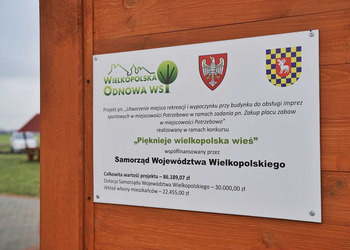 WIELKOPOLSKA
ODNOWA WSI
Projekt pn. „Utworzenie miejsca rekreacji i wypoczynku przy budynku do obsługi imprez
sportowych w miejscowości Potrzebowo w ramach zadania pn. Zakup placu zabaw
w miejscowości Potrzebowo”
realizowany w ramach konkursu
„Pięknieje wielkopolska wieś”
współfinansowany przez
Samorząd Województwa Wielkopolskiego
Całkowita wartość projektu – 86.189,07 zł
Dotacja Samorządu Województwa Wielkopolskiego – 30.000,00 zł
Wkład własny mieszkańców – 22.455,00 zł